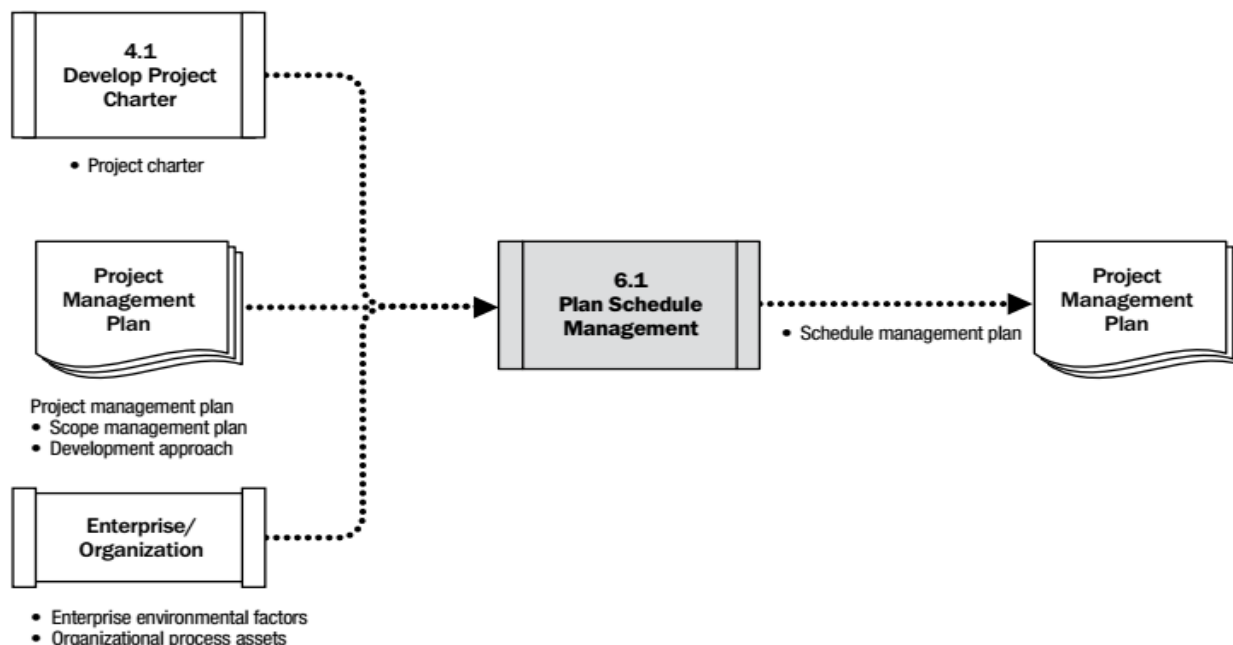 4.1
Develop Project
Charter
• Project charter
Project
Management
Plan
Project management plan
• Scope management plan
• Development approach
Enterprise/
Organization
• Enterprise environmental factors
• Organizational process assets
6.1
Plan Schedule
Management
• Schedule management plan
Project
Management
Plan